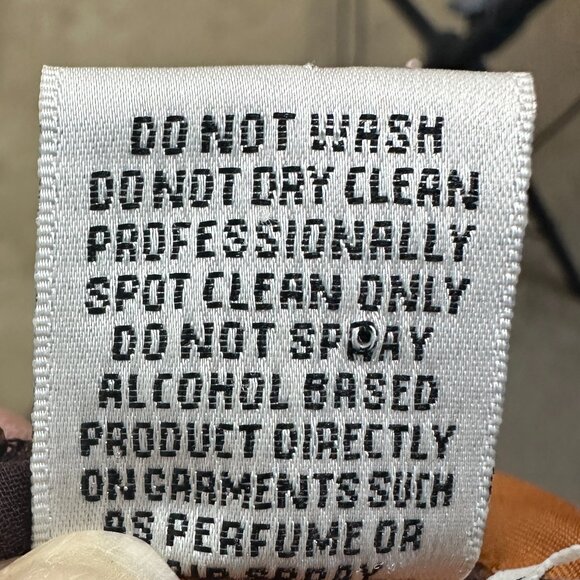 DO NOT WASH
DO NOT DRY CLEAN
PROFESSIONALLY
SPOT CLEAN ONLY
DO NOT SPRAY
ALCOHOL BASED
PRODUCT DIRECTLY
ON GARMENTS SUCH
AS PERFUME OR
SPRAY